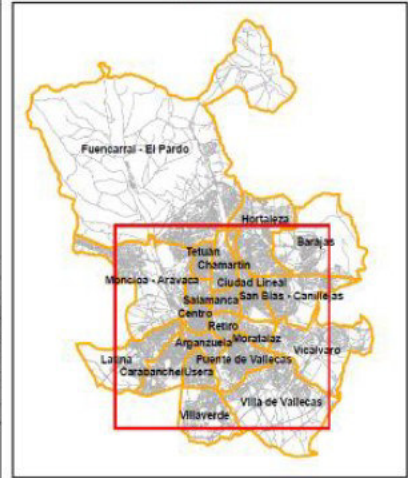 Fuencarral - El Pardo
Hortaleza
Barajas
Tetuán
Chamartín
Moncloa - Aravaca
Ciudad Lineal
San Blas - Canillejas
Salamanca
Centro
Retiro
Arganzuela
Moratalaz
Vicálvaro
Latina
Puente de Vallecas
Carabanchel
Usera
Villa de Vallecas
Villaverde